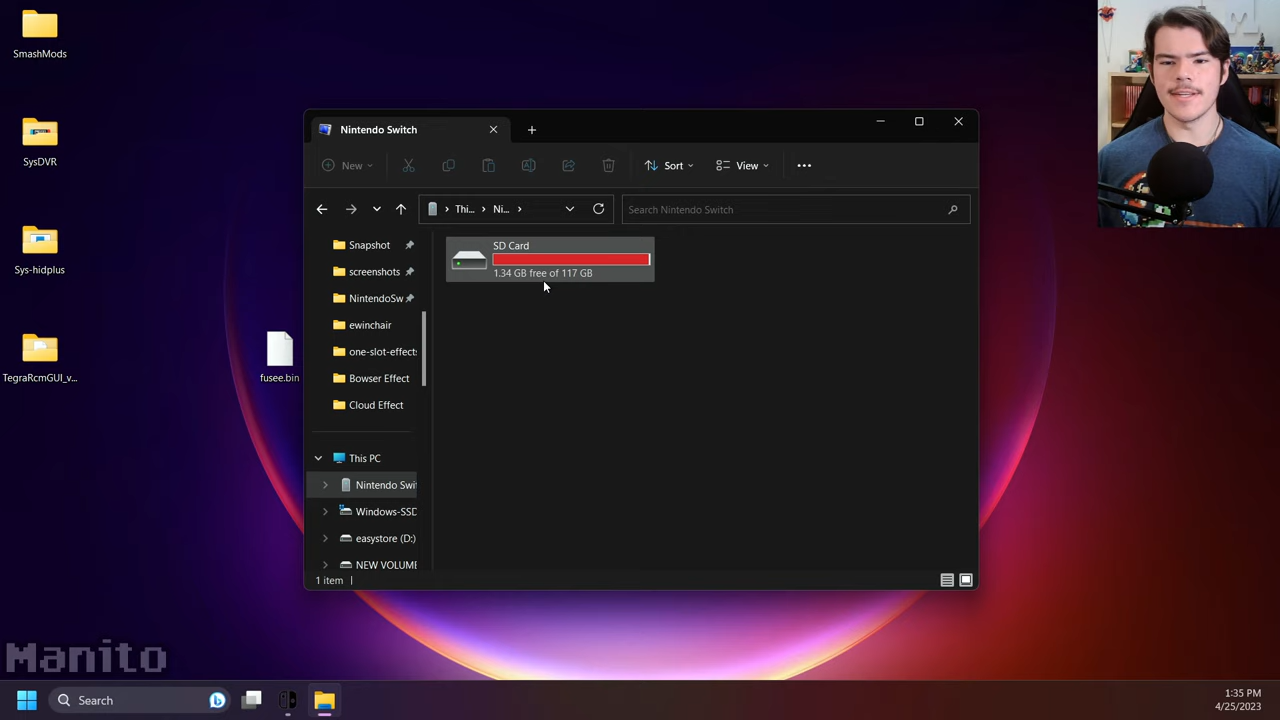 SmashMods
SysDVR
Sys-hidplus
TegraRcmGUI_v...
fusee.bin
Nintendo Switch
New
Sort
View
Thi...
Ni...
Search Nintendo Switch
Snapshot
screenshots
NintendoSw
ewinchair
one-slot-effects
Bowser Effect
Cloud Effect
This PC
Nintendo Swi
Windows-SSD
easystore (D:)
NEW VOLUME
SD Card
1.34 GB free of 117 GB
1 item
Manito
Search
1:35 PM
4/25/2023